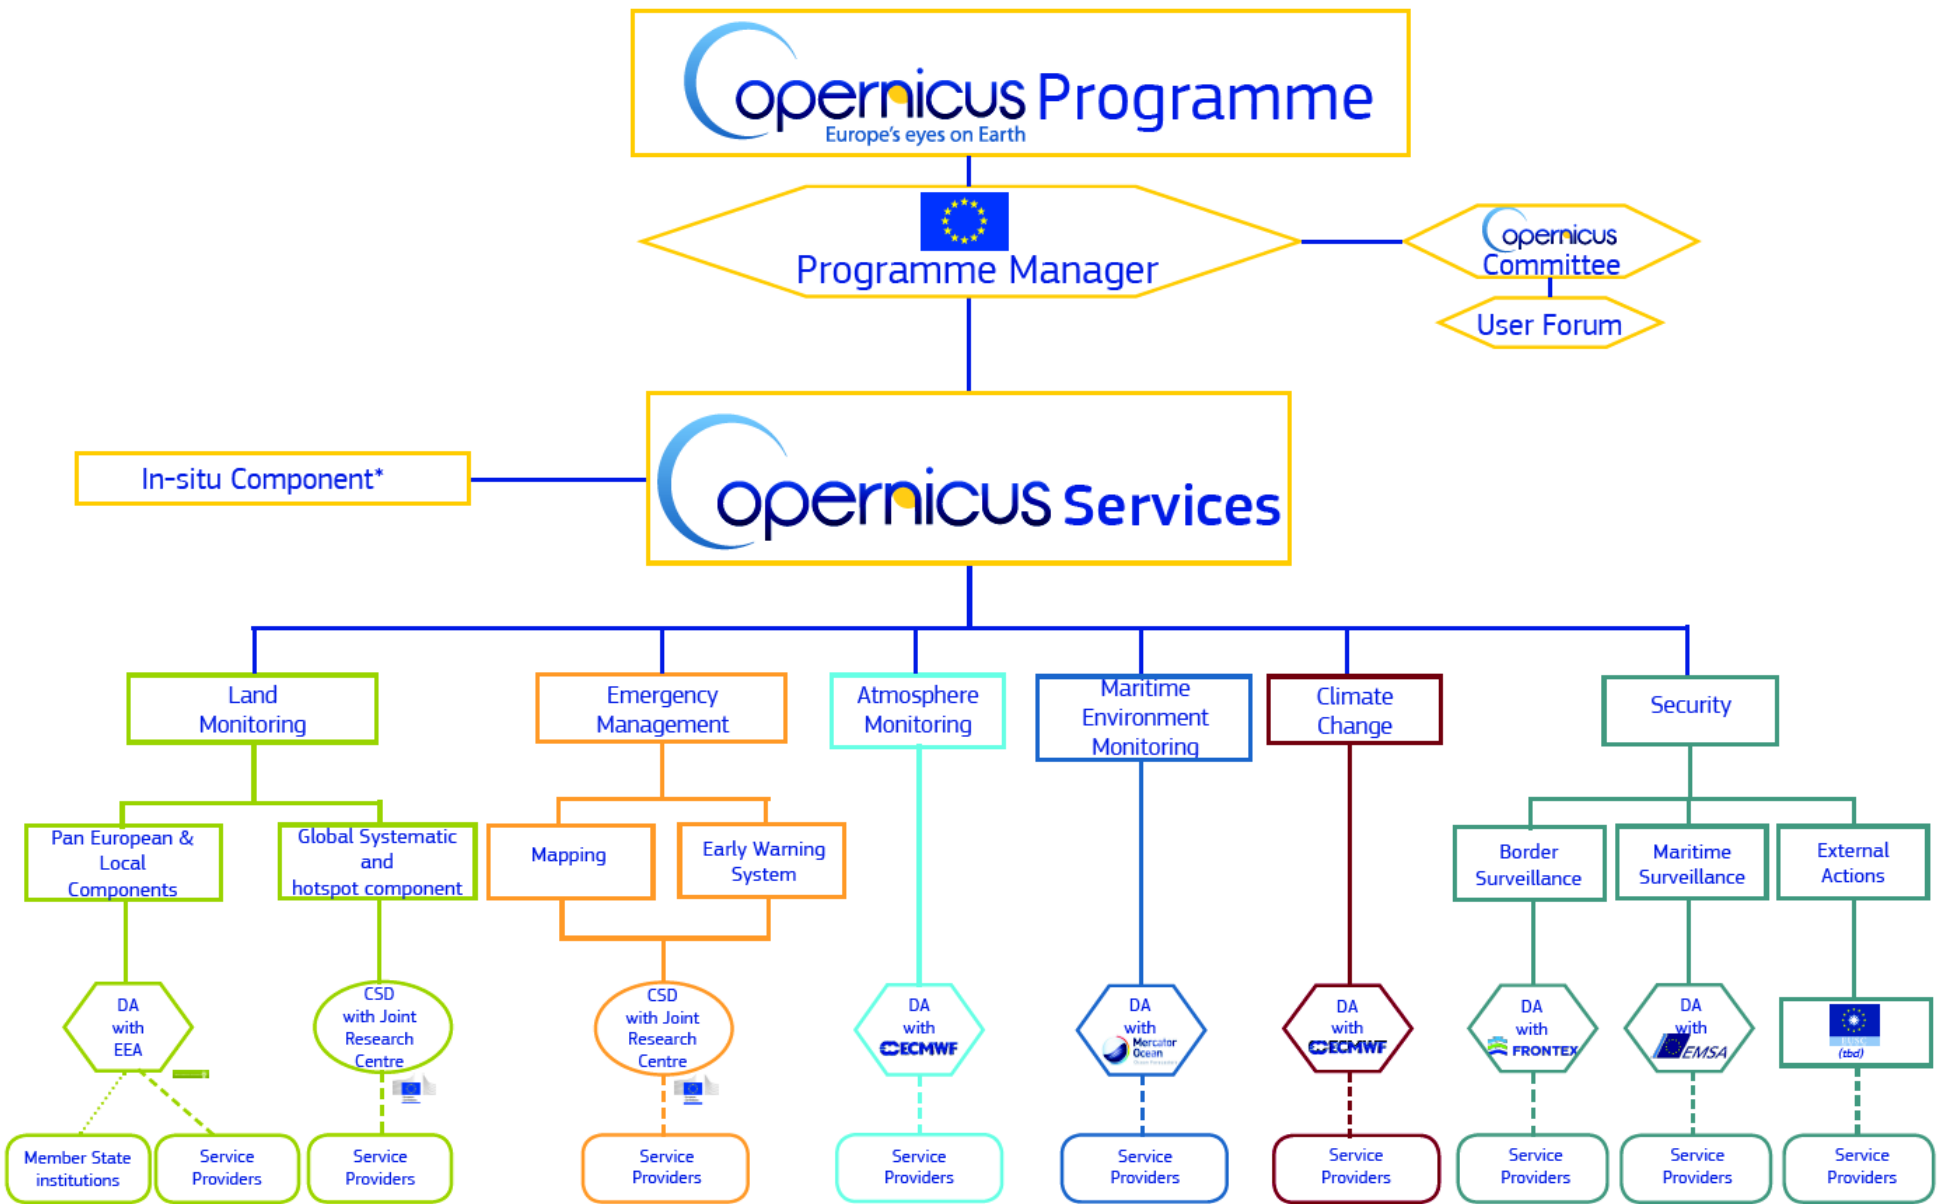 Copernicus Programme
Europe's eyes on Earth
Programme Manager
Copernicus
Committee
User Forum
In-situ Component*
Copernicus Services
Land
Monitoring
Emergency
Management
Atmosphere
Monitoring
Maritime
Environment
Monitoring
Climate
Change
Security
Pan European &
Local
Components
Global Systematic
and
hotspot component
Mapping
Early Warning
System
Border
Surveillance
Maritime
Surveillance
External
Actions
DA
with
EEA
CSD
with Joint
Research
Centre
CSD
with Joint
Research
Centre
DA
with
ECMWF
DA
with
Mercator
Ocean
DA
with
ECMWF
DA
with
FRONTEX
DA
with
EMSA
EUSC
(tbd)
Member State
institutions
Service
Providers
Service
Providers
Service
Providers
Service
Providers
Service
Providers
Service
Providers
Service
Providers
Service
Providers
Service
Providers